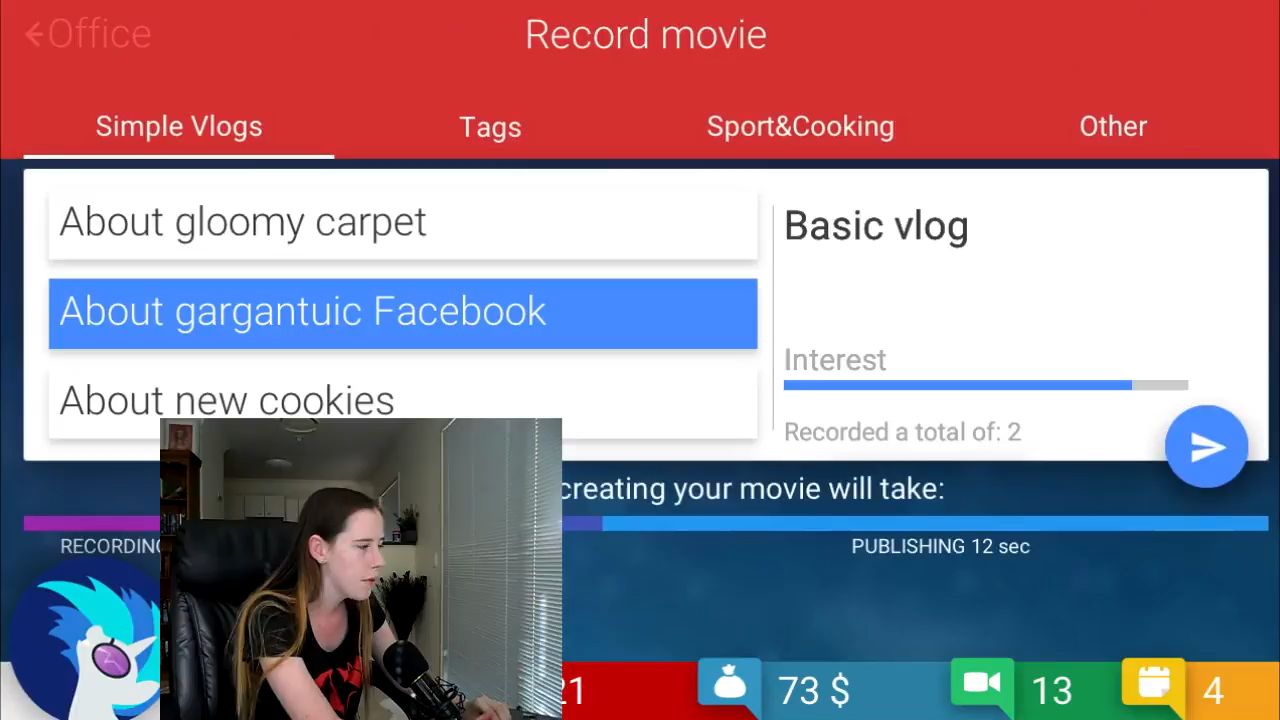 Office
Record movie
Simple Vlogs
Tags
Sport&Cooking
Other
About gloomy carpet
About gargantuic Facebook
About new cookies
Basic vlog
Interest
Recorded a total of: 2
creating your movie will take:
PUBLISHING 12 sec
73 $
13
4